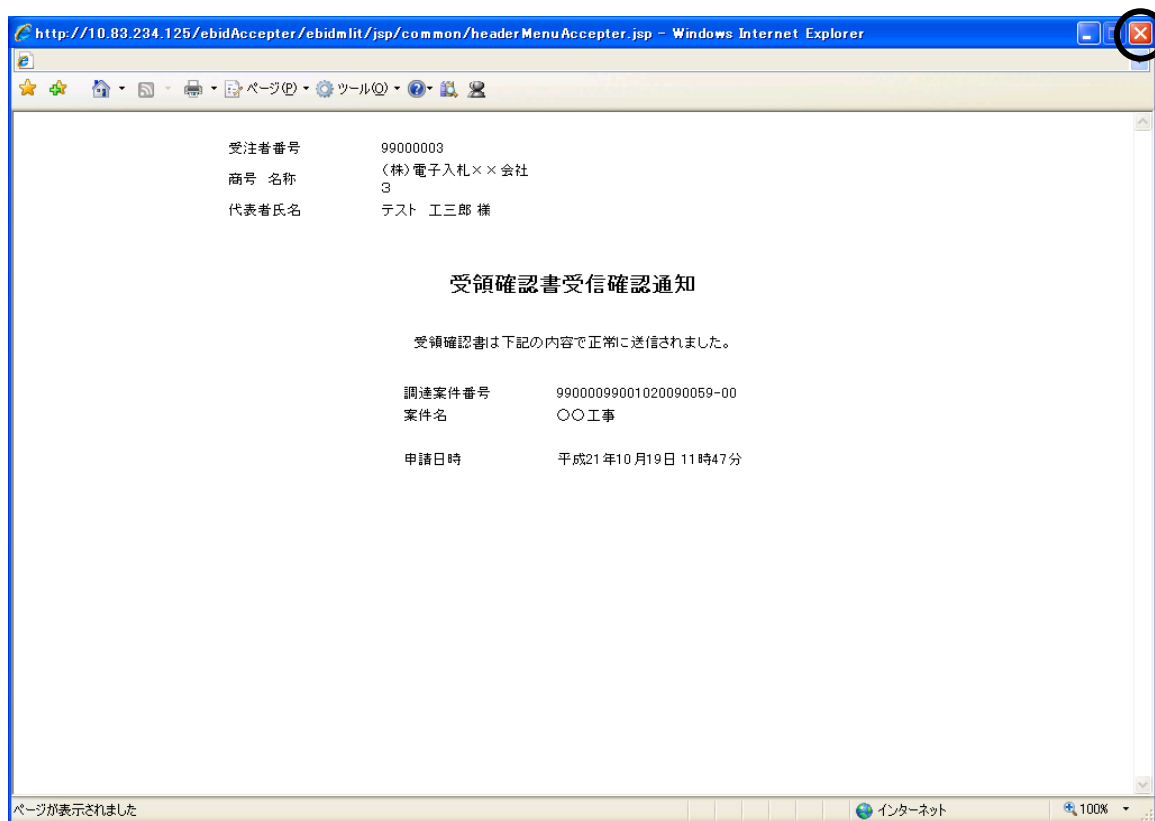 http://10.83.234.125/ebidAccepter/ebidmlit/jsp/common/headerMenuAccepter.jsp - Windows Internet Explorer
ページ(P) ツール(O)
受注者番号 99000003
商号 名称 (株)電子入札××会社
3
代表者氏名 テスト 工三郎 様
受領確認書受信確認通知
受領確認書は下記の内容で正常に送信されました。
調達案件番号 99000099001020090059-00
案件名 〇〇工事
申請日時 平成21年10月19日 11時47分
ページが表示されました インターネット 100%